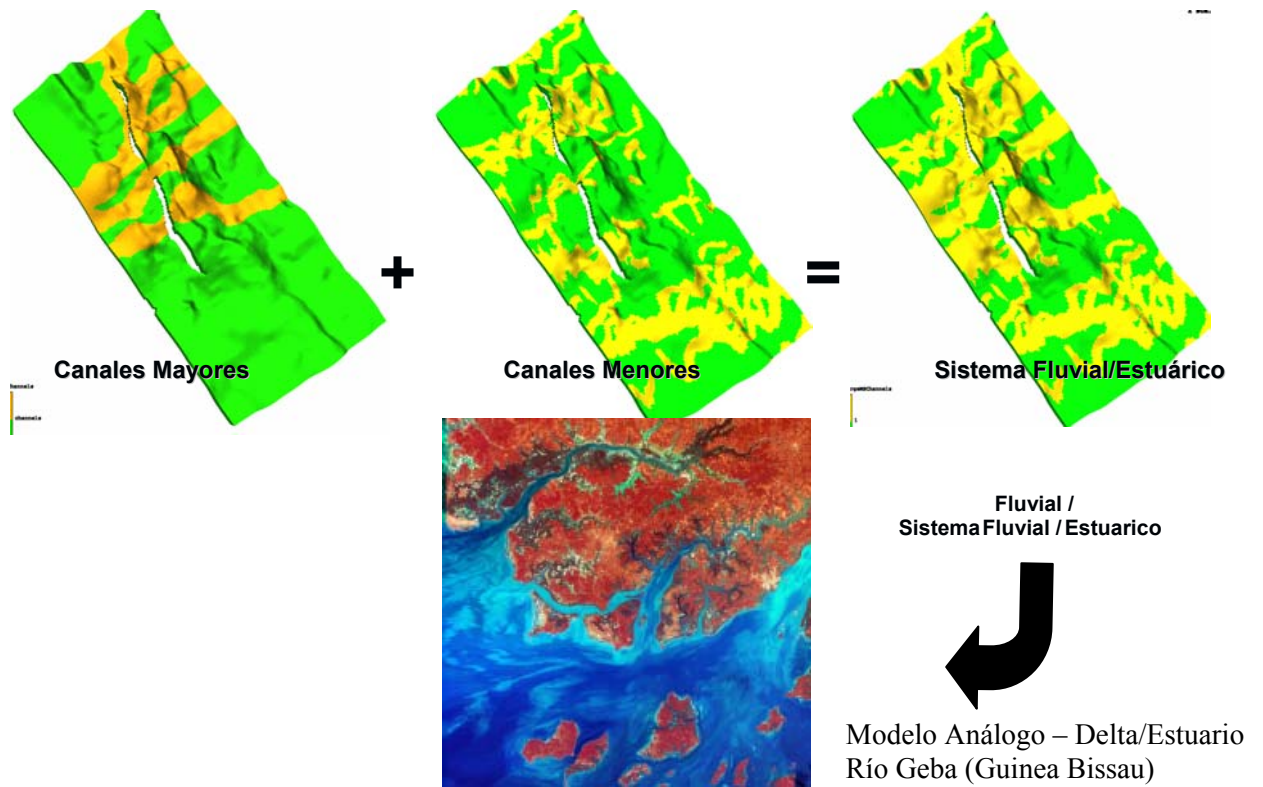 +
=
Canales Mayores
Canales Menores
Sistema Fluvial/Estuárico
channels
Fluvial /
Sistema Fluvial / Estuarico
Modelo Análogo – Delta/Estuario
Río Geba (Guinea Bissau)